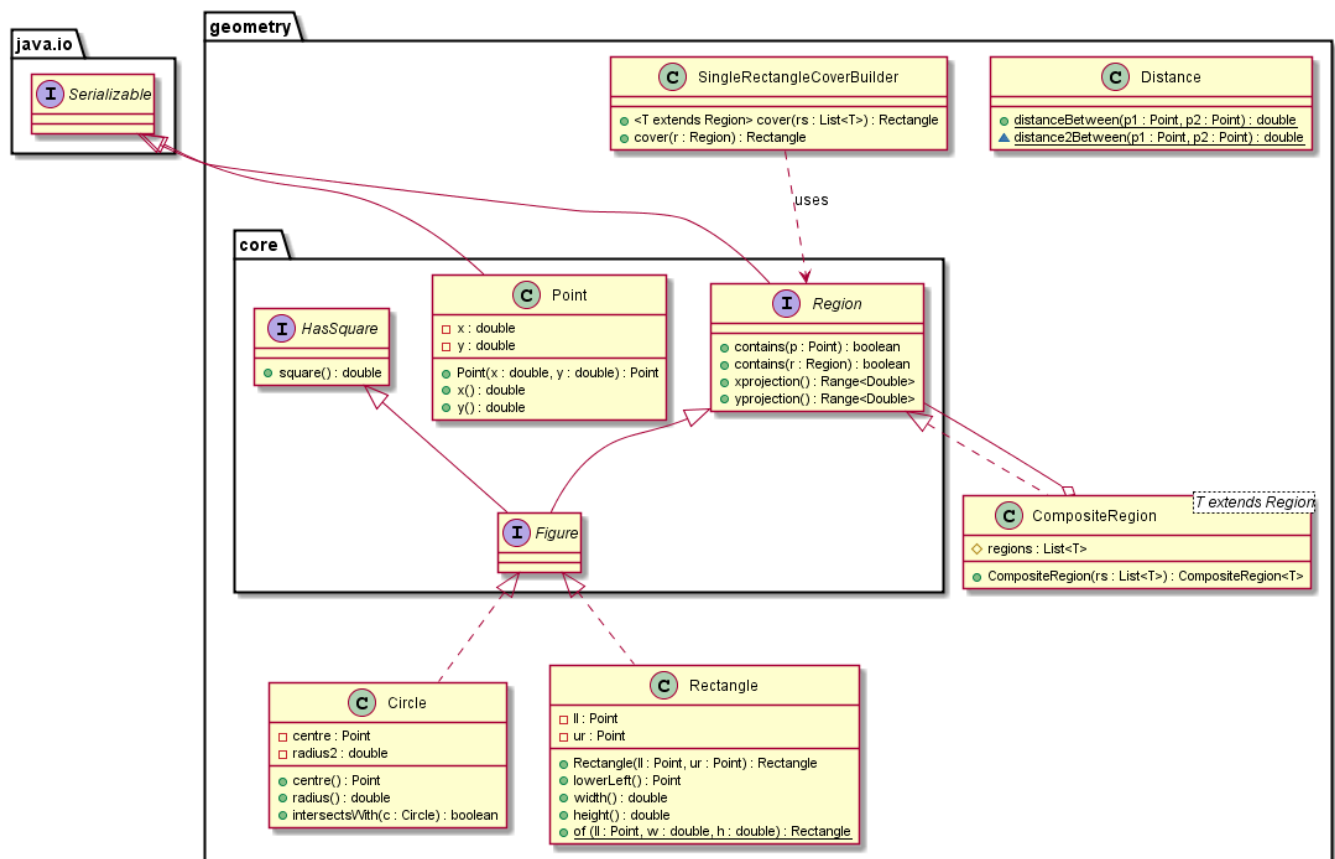 geometry
java.io
I Serializable
C SingleRectangleCoverBuilder
<T extends Region> cover(rs : List<T>) : Rectangle
cover(r : Region) : Rectangle
C Distance
distanceBetween(p1 : Point, p2 : Point) : double
distance2Between(p1 : Point, p2 : Point) : double
uses
core
C Point
x : double
y : double
Point(x : double, y : double) : Point
x() : double
y() : double
I Region
contains(p : Point) : boolean
contains(r : Region) : boolean
xprojection() : Range<Double>
yprojection() : Range<Double>
I HasSquare
square() : double
I Figure
T extends Region
C CompositeRegion
regions : List<T>
CompositeRegion(rs : List<T>) : CompositeRegion<T>
C Circle
centre : Point
radius2 : double
centre() : Point
radius() : double
intersectsWith(c : Circle) : boolean
C Rectangle
ll : Point
ur : Point
Rectangle(ll : Point, ur : Point) : Rectangle
lowerLeft() : Point
width() : double
height() : double
of (ll : Point, w : double, h : double) : Rectangle